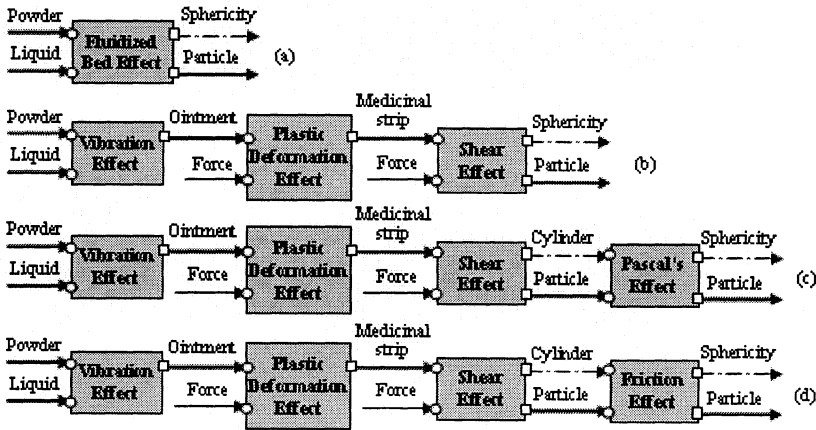 Powder
Sphericity
Fluidized
Bed Effect
Liquid
Particle
(a)
Powder
Ointment
Medicinal
strip
Sphericity
Vibration
Effect
Plastic
Deformation
Effect
Shear
Effect
Liquid
Force
Force
Particle
(b)
Powder
Ointment
Medicinal
strip
Cylinder
Sphericity
Vibration
Effect
Plastic
Deformation
Effect
Shear
Effect
Pascal's
Effect
Liquid
Force
Force
Particle
Particle
(c)
Powder
Ointment
Medicinal
strip
Cylinder
Sphericity
Vibration
Effect
Plastic
Deformation
Effect
Shear
Effect
Friction
Effect
Liquid
Force
Force
Particle
Particle
(d)